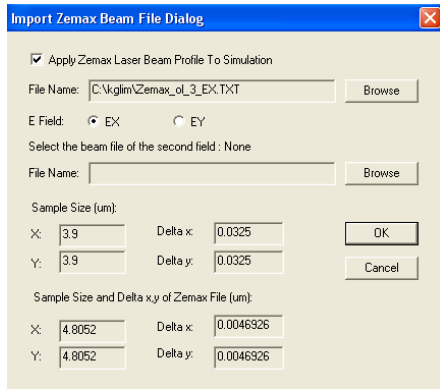 Import Zemax Beam File Dialog
Apply Zemax Laser Beam Profile To Simulation
File Name: C:\kglim\Zemax_ol_3_EX.TXT Browse
E Field: EX EY
Select the beam file of the second field : None
File Name: Browse
Sample Size (um):
X: 3.9 Delta x: 0.0325 OK
Y: 3.9 Delta y: 0.0325 Cancel
Sample Size and Delta x,y of Zemax File (um):
X: 4.8052 Delta x: 0.0046926
Y: 4.8052 Delta y: 0.0046926